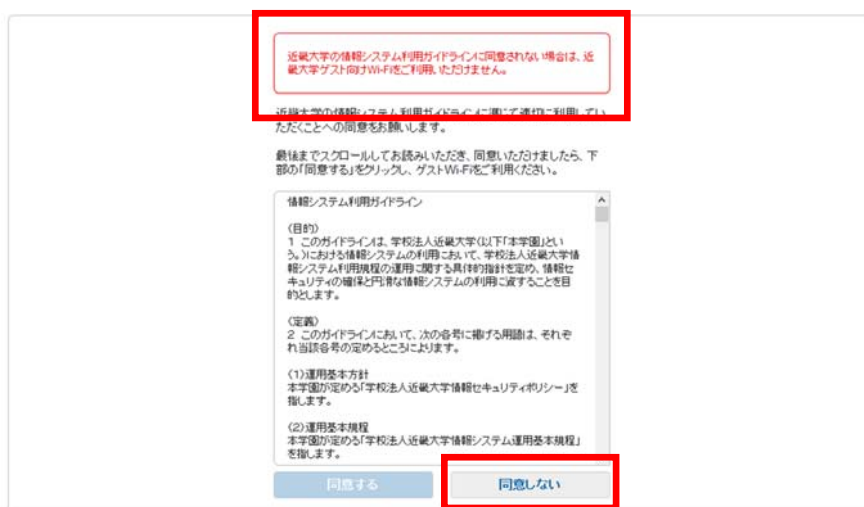 近畿大学の情報システム利用ガイドラインに同意されない場合は、近
畿大学ゲスト向けWi-Fiをご利用いただけません。
近畿大学の情報システム利用ガイドラインに準じて適切に利用してい
ただくことへの同意をお願いします。
最後までスクロールしてお読みいただき、同意いただけましたら、下
部の「同意する」をクリックし、ゲストWi-Fiをご利用ください。
情報システム利用ガイドライン
(目的)
1 このガイドラインは、学校法人近畿大学(以下「本学園」とい
う。)における情報システムの利用において、学校法人近畿大学情
報システム利用規程の運用に関する具体的指針を定め、情報セ
キュリティの確保と円滑な情報システムの利用に資することを目
的とします。
(定義)
2 このガイドラインにおいて、次の各号に掲げる用語は、それぞ
れ当該各号の定めるところによります。
(1)運用基本方針
本学園が定める「学校法人近畿大学情報セキュリティポリシー」を
指します。
(2)運用基本規程
本学園が定める「学校法人近畿大学情報システム運用基本規程」
を指します。
同意する
同意しない